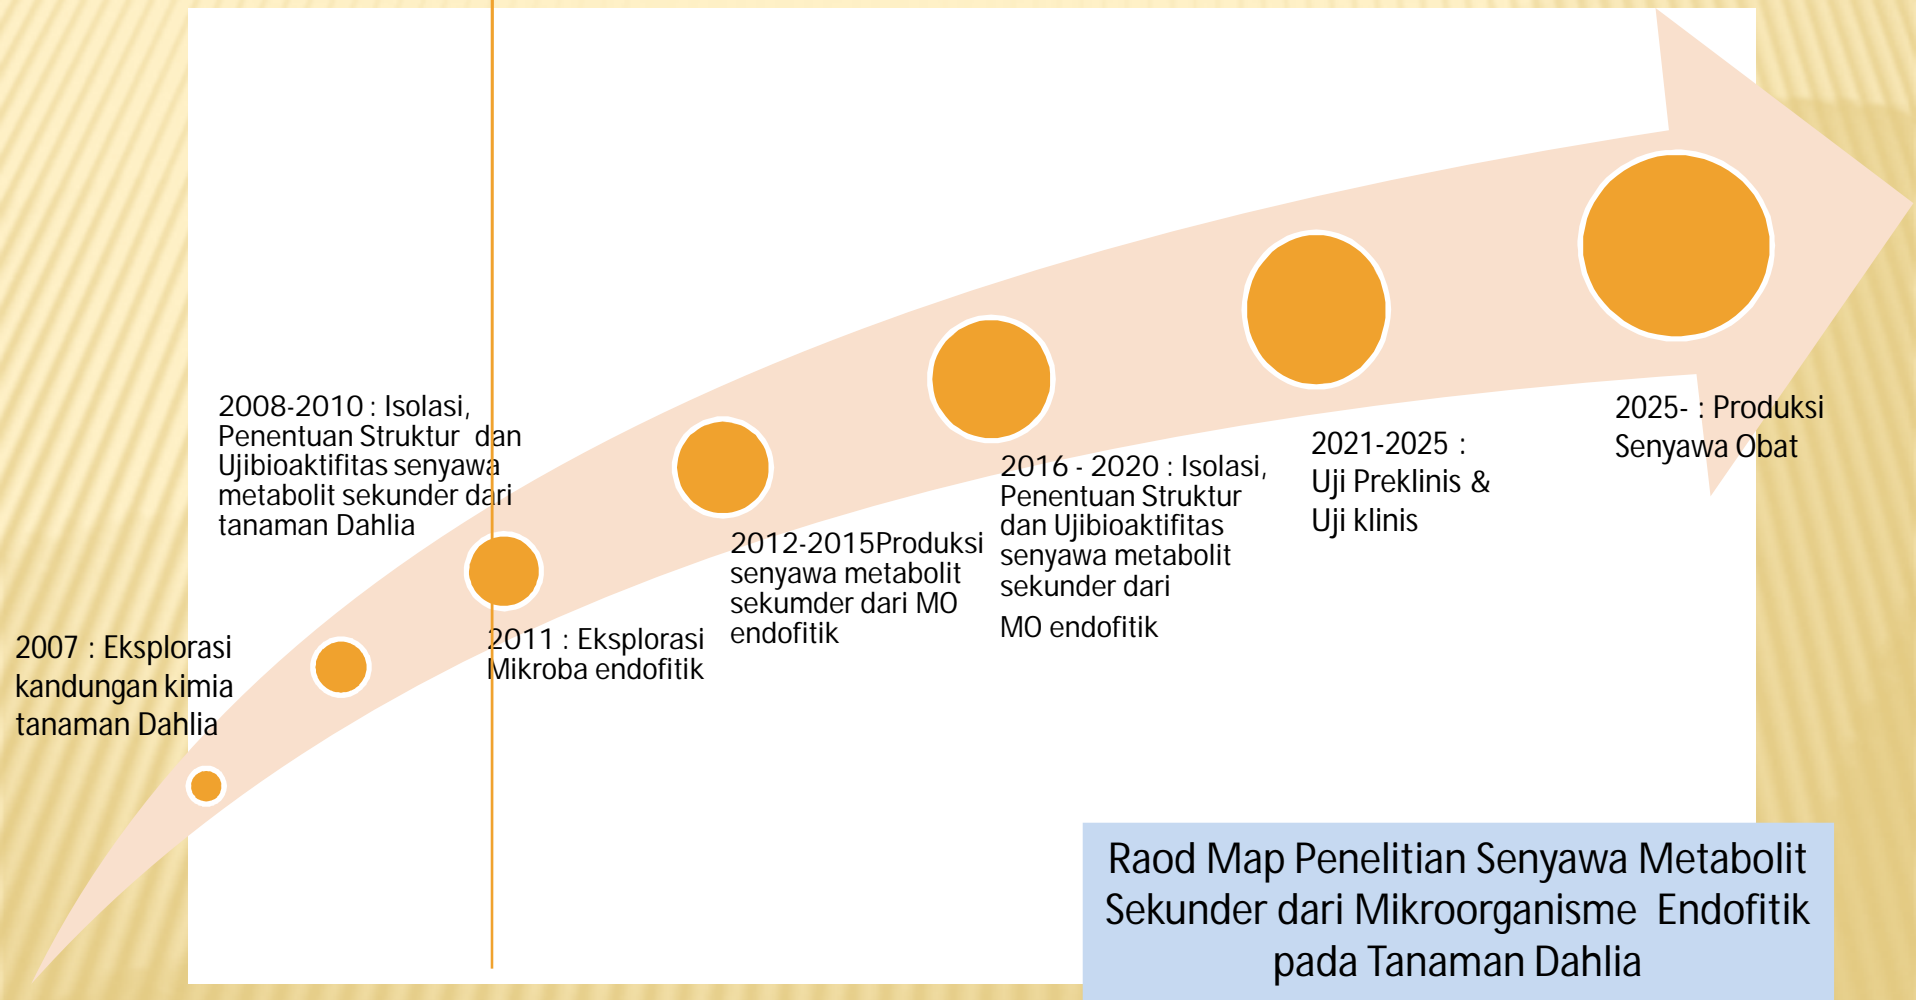 2007 : Eksplorasi
kandungan kimia
tanaman Dahlia
2008-2010 : Isolasi,
Penentuan Struktur dan
Ujibioaktifitas senyawa
metabolit sekunder dari
tanaman Dahlia
2011 : Eksplorasi
Mikroba endofitik
2012-2015Produksi
senyawa metabolit
sekumder dari MO
endofitik
2016 - 2020 : Isolasi,
Penentuan Struktur
dan Ujibioaktifitas
senyawa metabolit
sekunder dari
MO endofitik
2021-2025 :
Uji Preklinis &
Uji klinis
2025- : Produksi
Senyawa Obat
Raod Map Penelitian Senyawa Metabolit
Sekunder dari Mikroorganisme Endofitik
pada Tanaman Dahlia